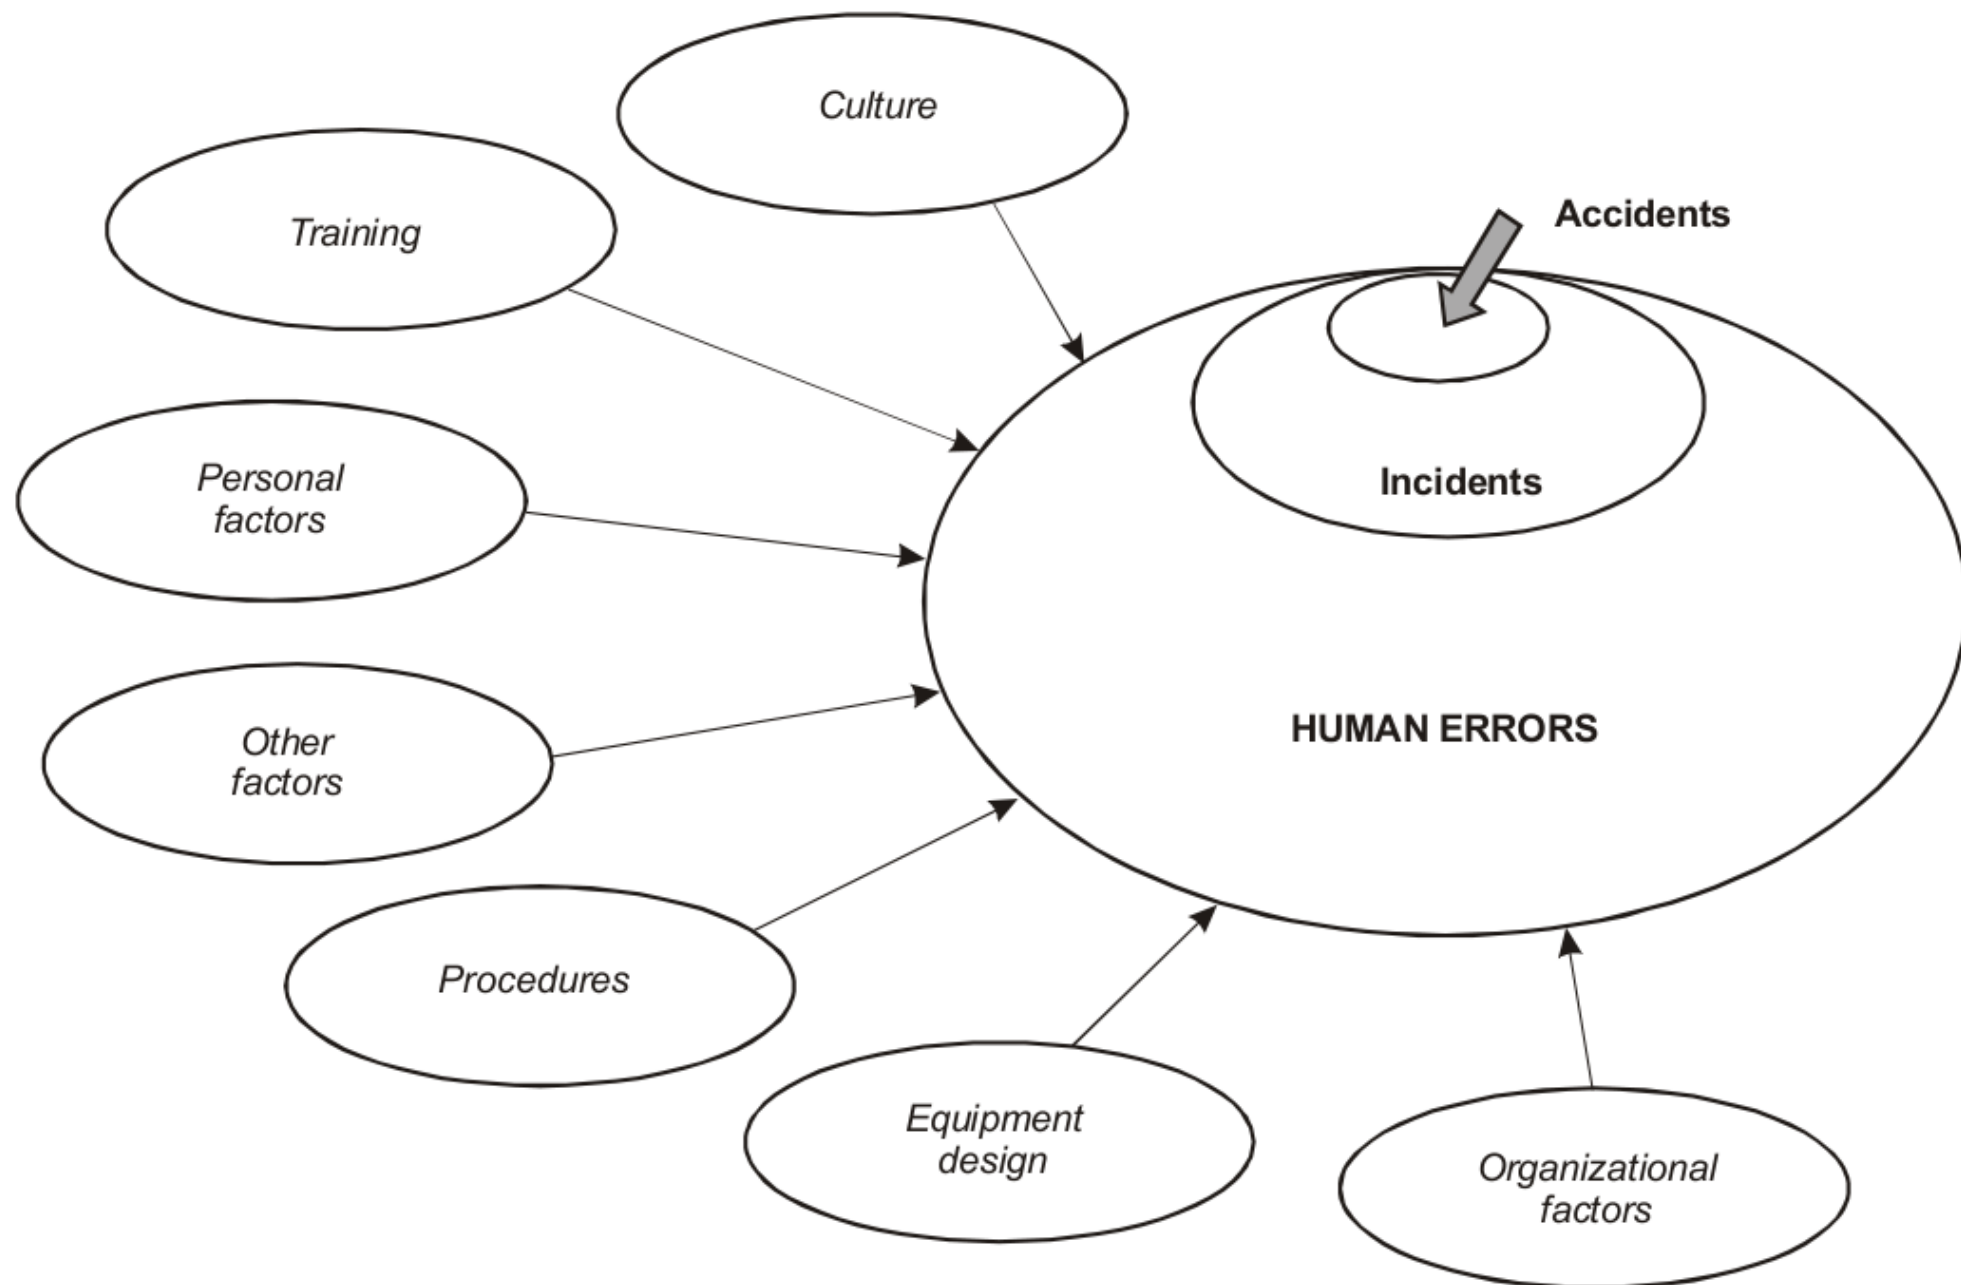 Culture
Accidents
Training
Personal
factors
Incidents
Other
factors
HUMAN ERRORS
Procedures
Equipment
design
Organizational
factors